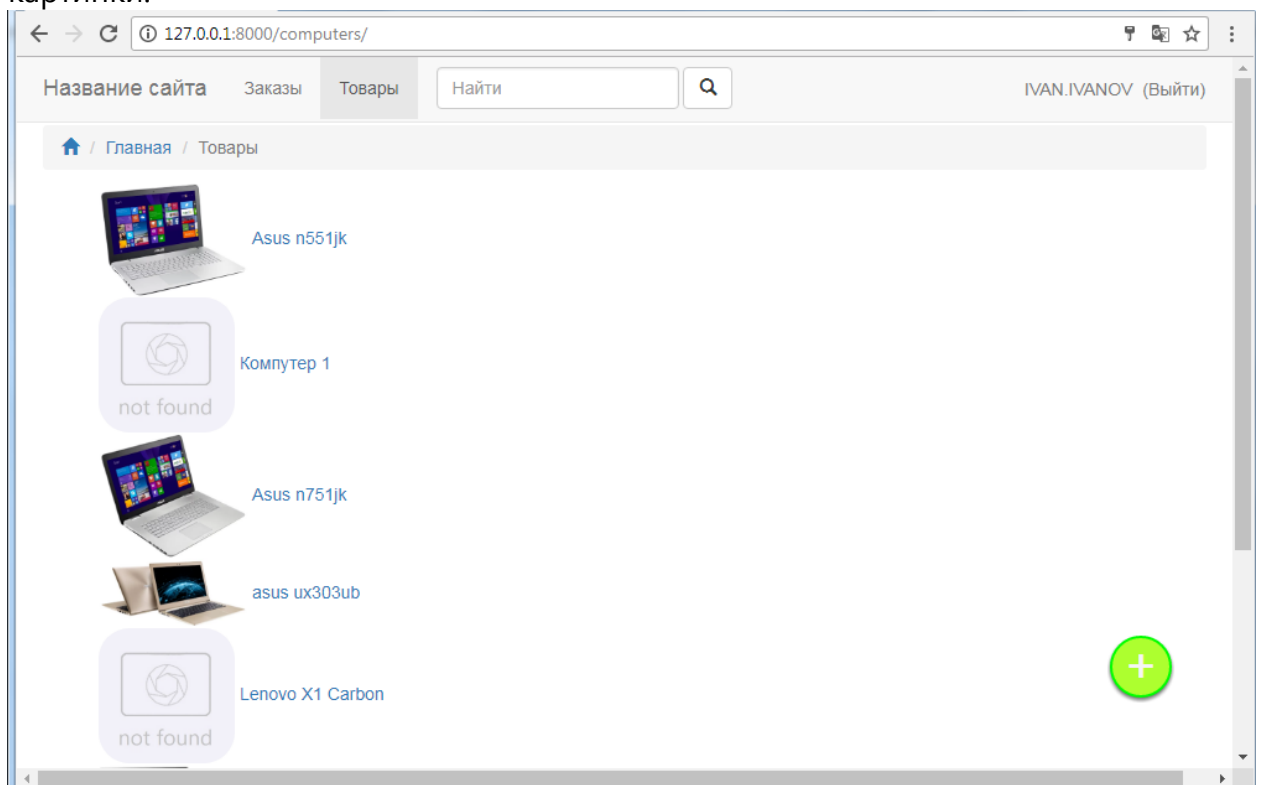 картинки.
127.0.0.1:8000/computers/
Название сайта Заказы Товары Найти IVAN.IVANOV (Выйти)
/ Главная / Товары
Asus n551jk
not found
Компутер 1
Asus n751jk
asus ux303ub
not found
Lenovo X1 Carbon